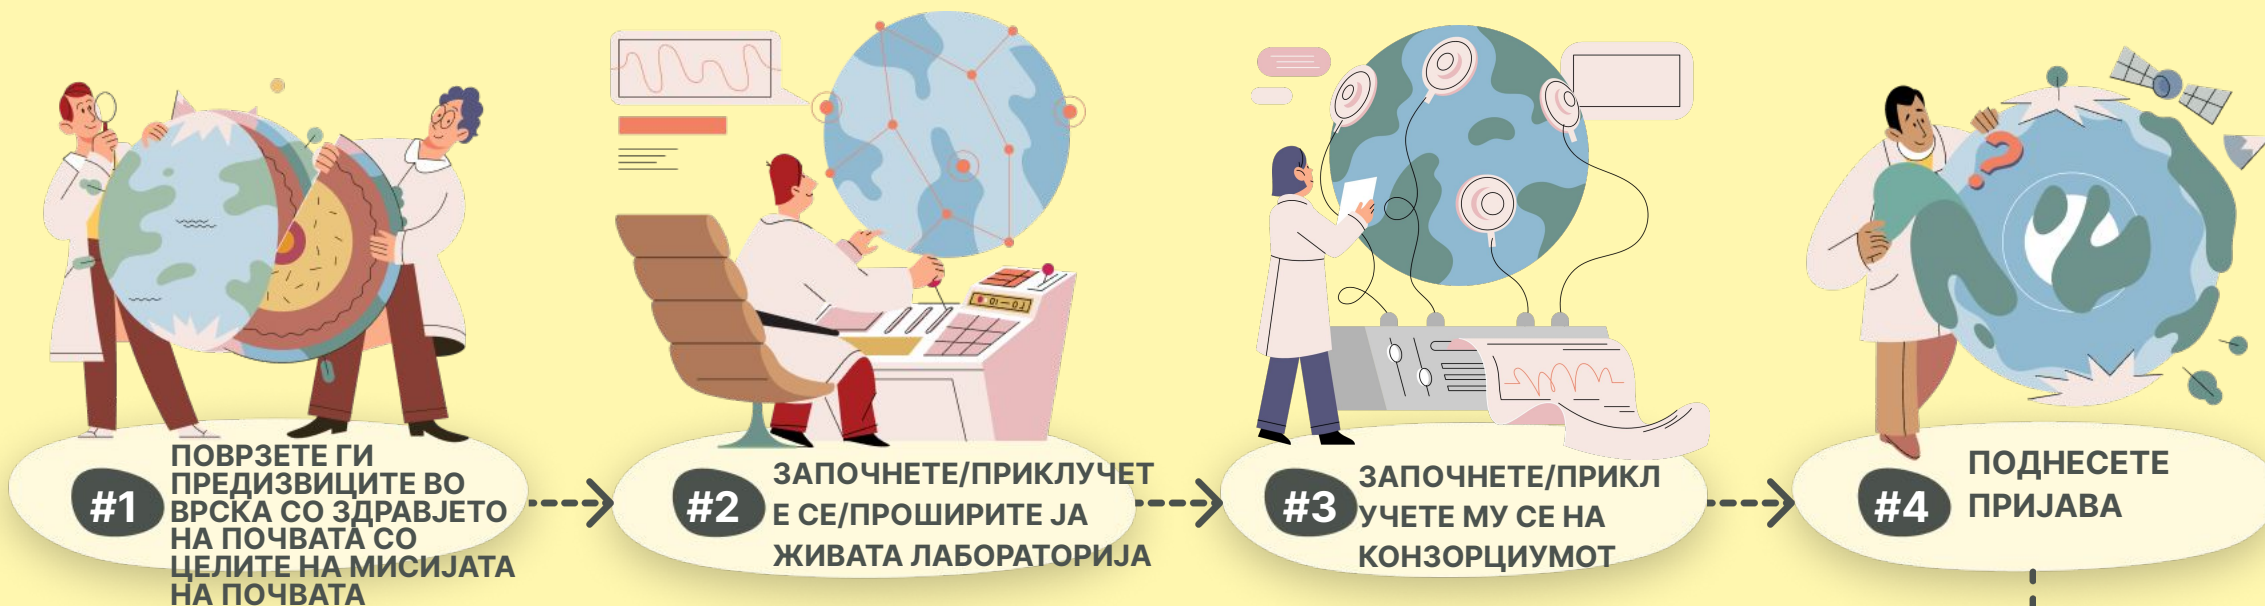 #1
ПОВРЗЕТЕ ГИ
ПРЕДИЗВИЦИТЕ ВО
ВРСКА СО ЗДРАВЈЕТО
НА ПОЧВАТА СО
ЦЕЛИТЕ НА МИСИЈАТА
НА ПОЧВАТА
#2
ЗАПОЧНЕТЕ/ПРИКЛУЧЕТ
Е СЕ/ПРОШИРИТЕ ЈА
ЖИВАТА ЛАБОРАТОРИЈА
#3
ЗАПОЧНЕТЕ/ПРИКЛ
УЧЕТЕ МУ СЕ НА
КОНЗОРЦИУМОТ
#4
ПОДНЕСЕТЕ
ПРИЈАВА